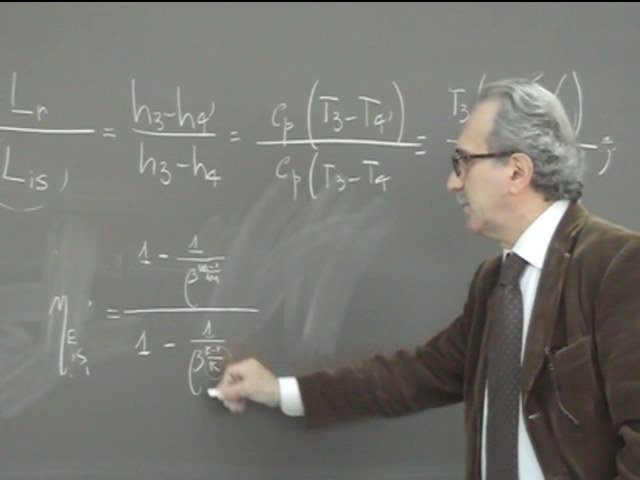 Lr / Lis = h3-h4' / h3-h4 = cp(T3-T4') / cp(T3-T4 = T3(
ηE is = 1 - 1/β^(m-1/m) / 1 - 1/β^(k-1/k)